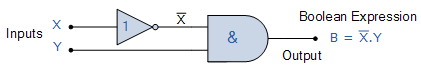 Inputs
X
Y
1
X̅
&
Output
Boolean Expression
B = X̅.Y